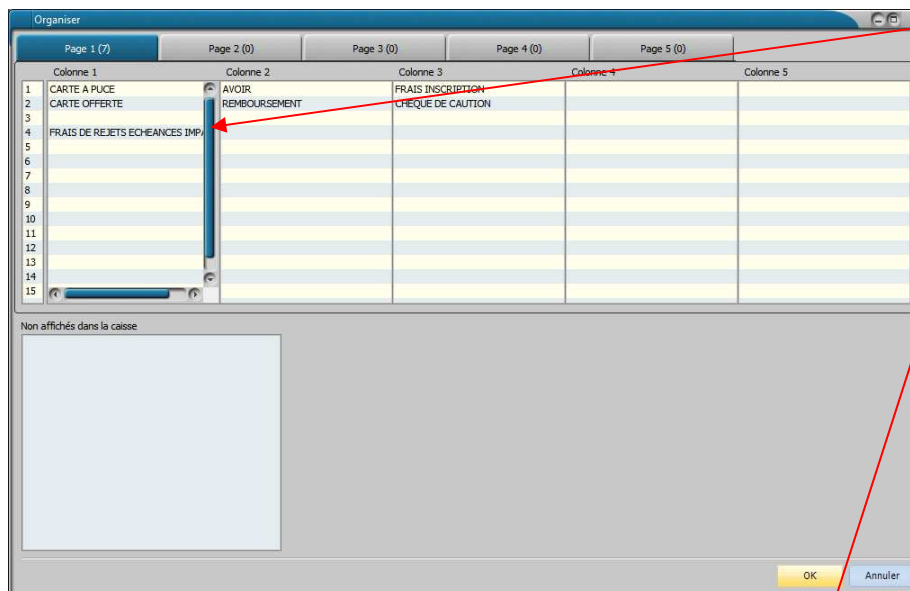 Organiser
Page 1 (7) Page 2 (0) Page 3 (0) Page 4 (0) Page 5 (0)
Colonne 1 Colonne 2 Colonne 3 Colonne 4 Colonne 5
1 CARTE A PUCE AVOIR FRAIS INSCRIPTION
2 CARTE OFFERTE REMBOURSEMENT CHEQUE DE CAUTION
3
4 FRAIS DE REJETS ECHEANCES IMPA
5
6
7
8
9
10
11
12
13
14
15
Non affichés dans la caisse
OK Annuler